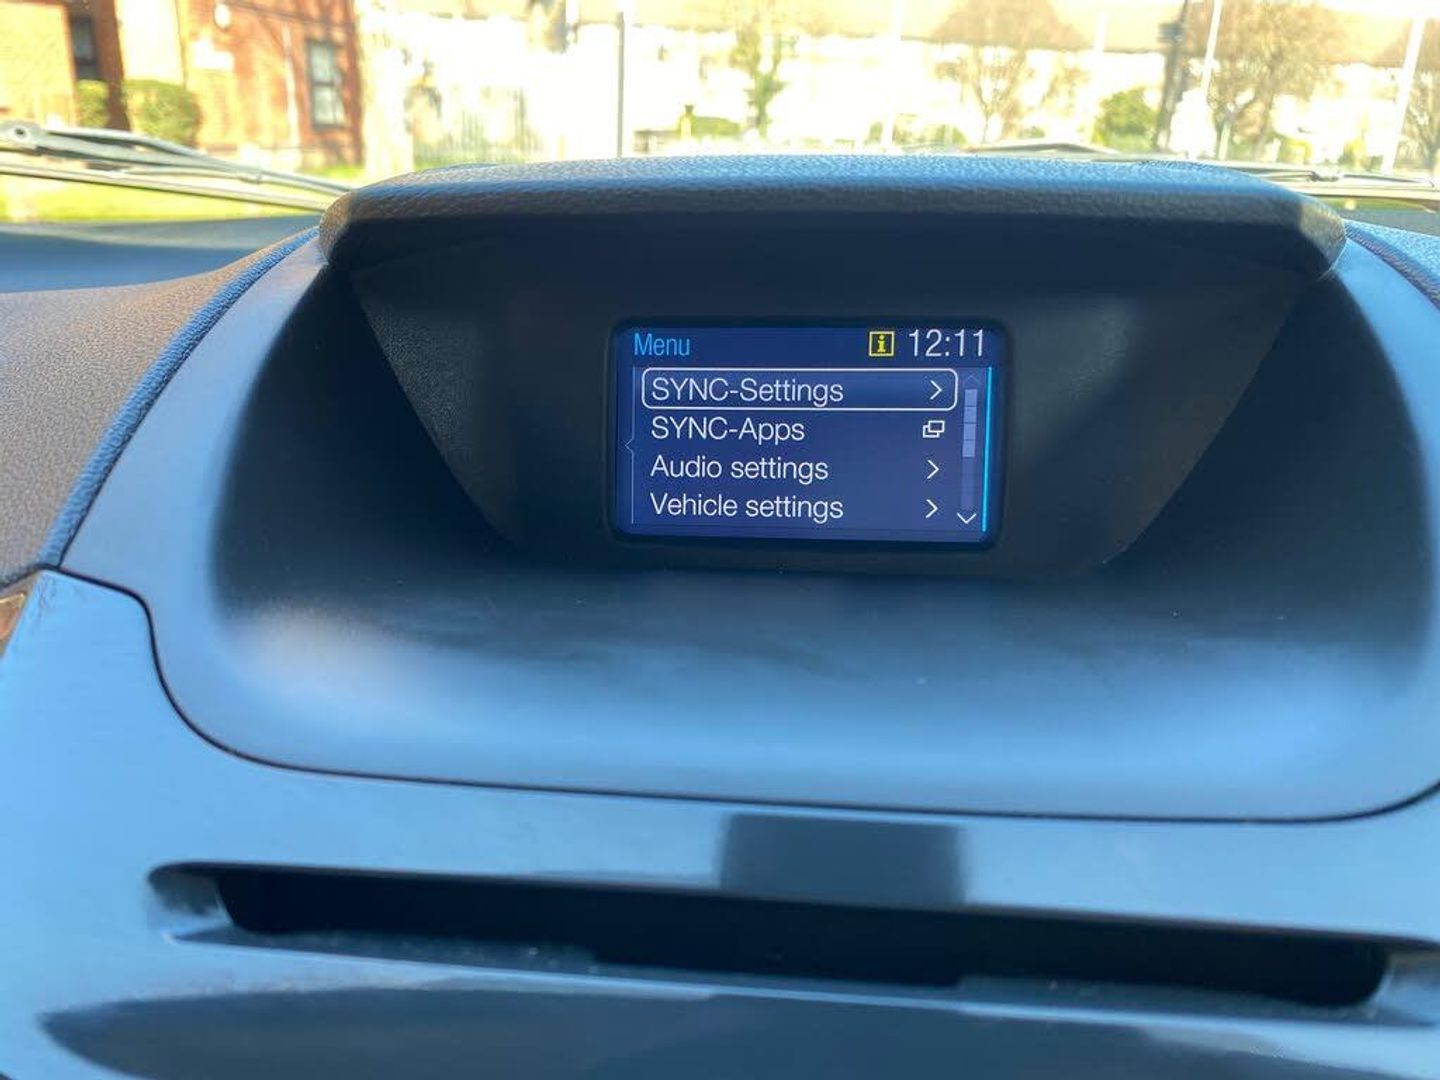 Menu i 12:11
SYNC-Settings
SYNC-Apps
Audio settings
Vehicle settings